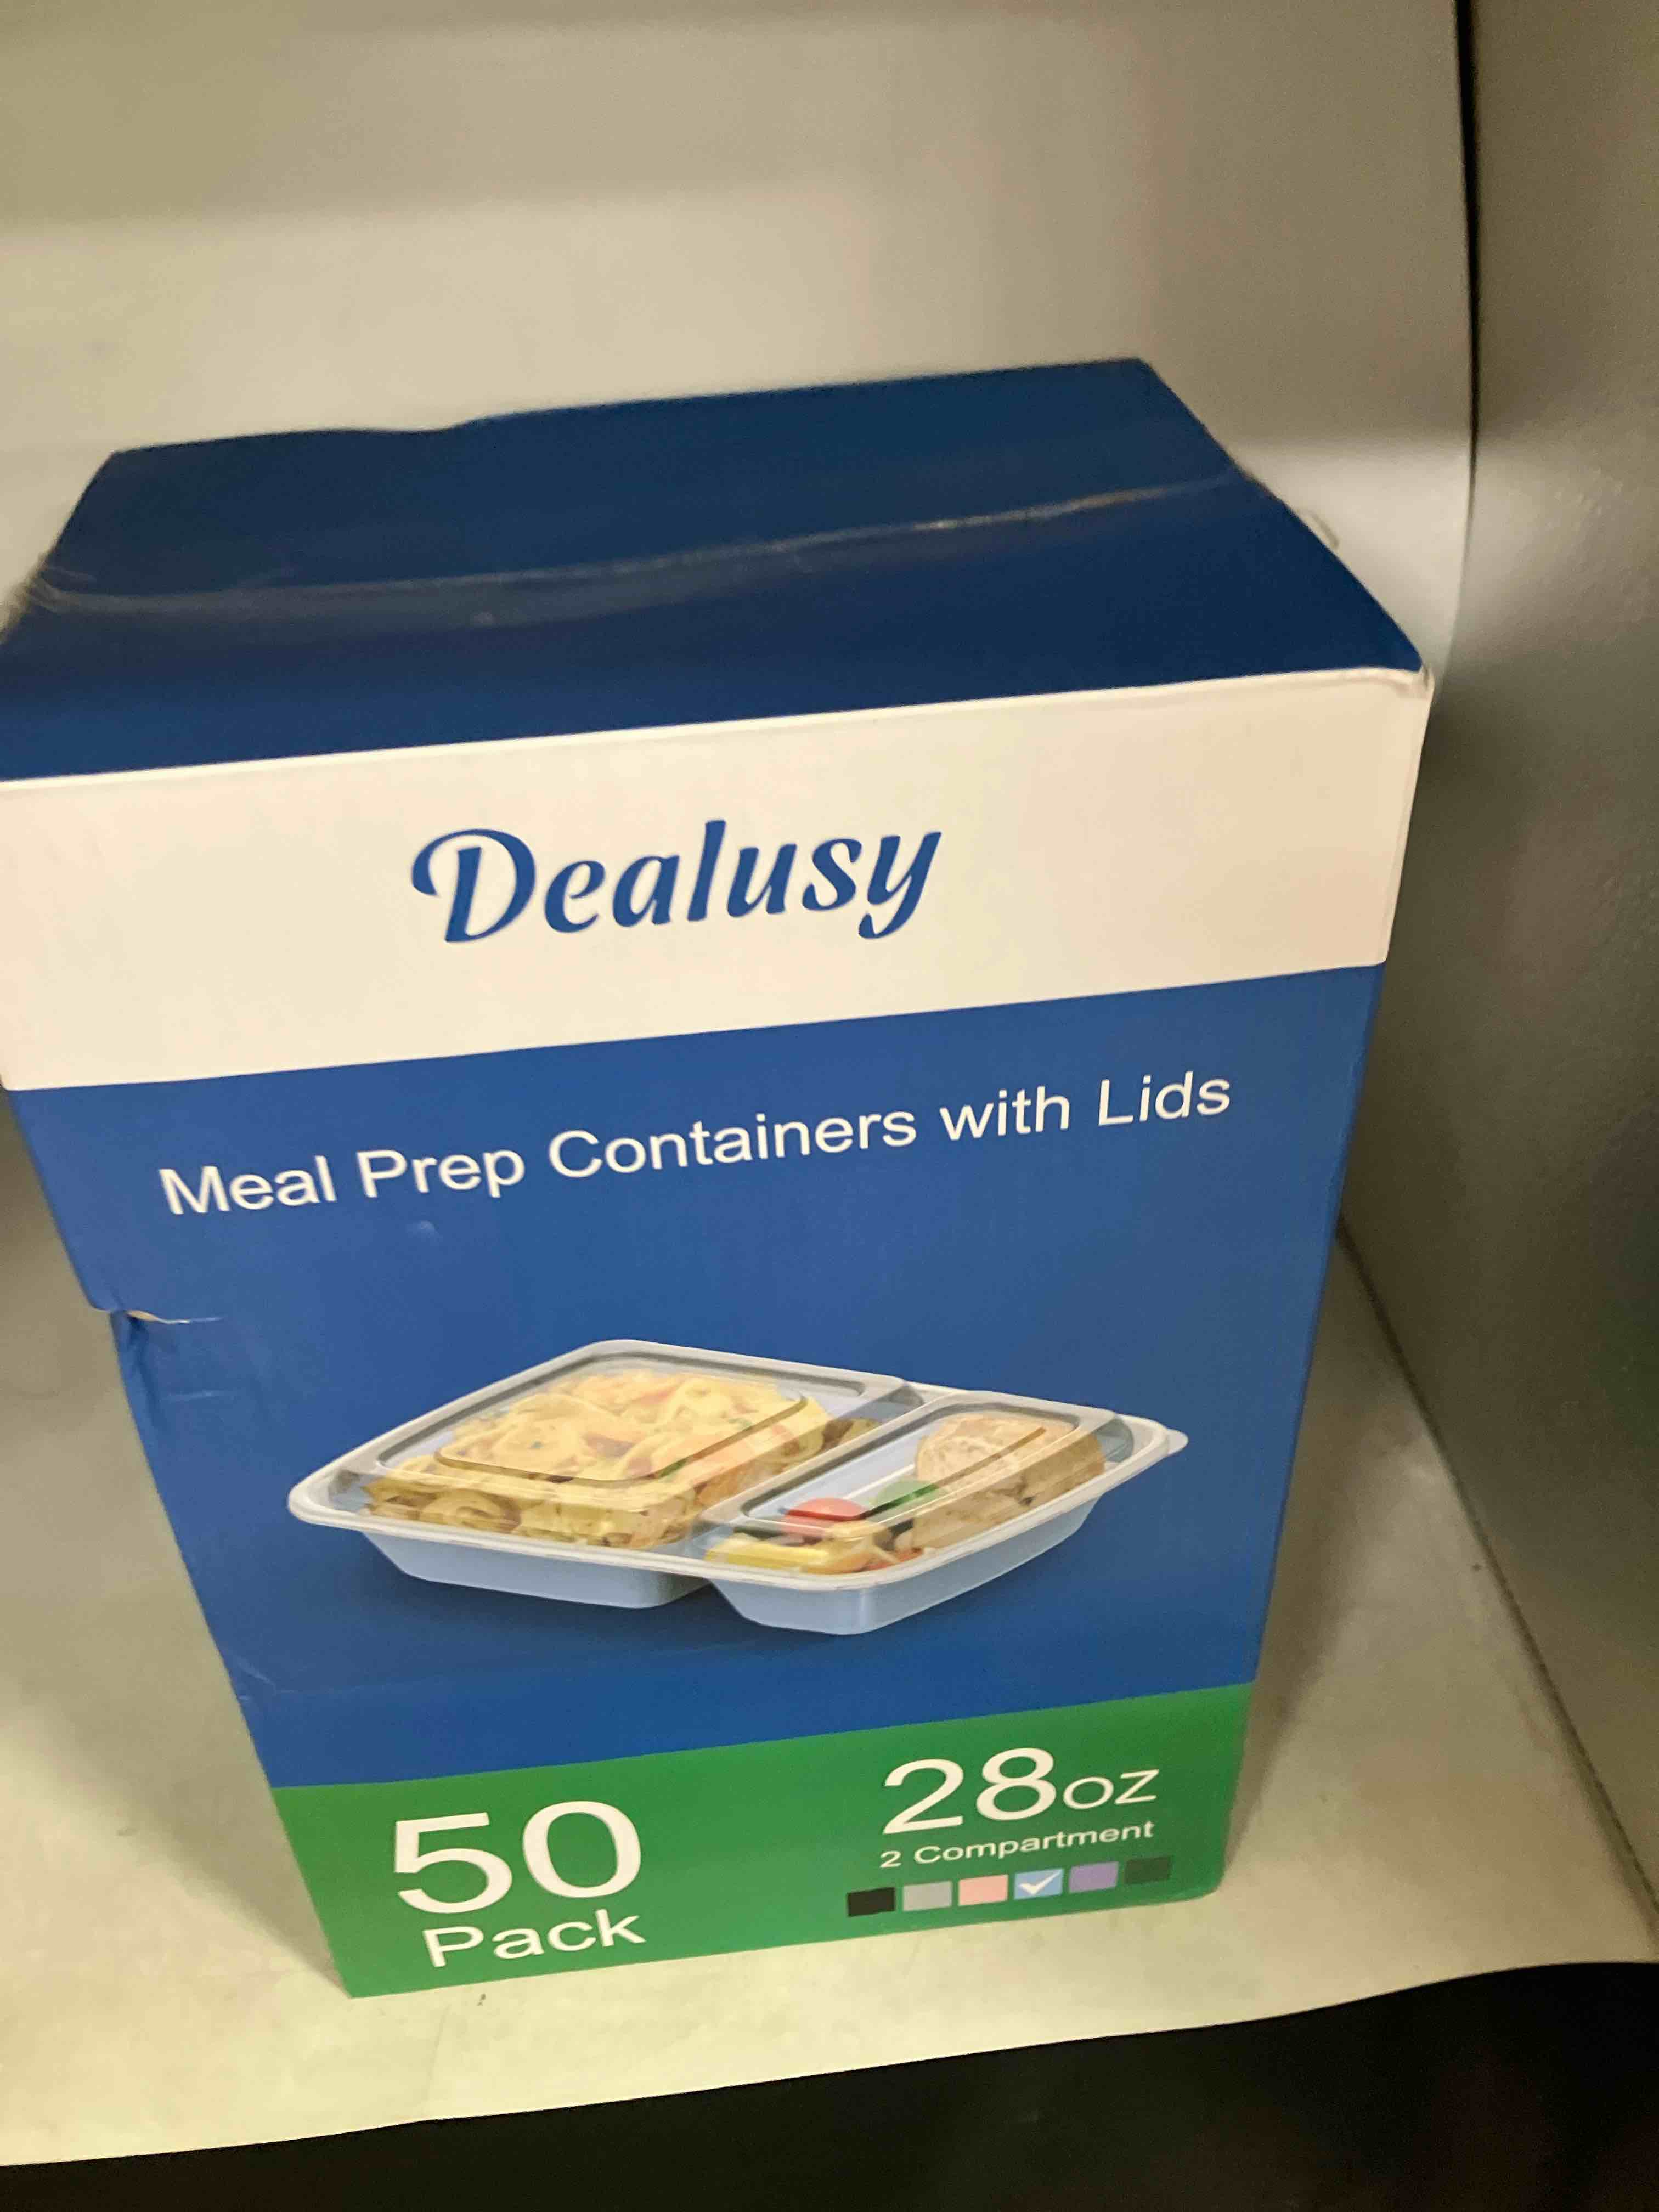 Dealusy
Meal Prep Containers with Lids
50
Pack
28oz
2 Compartment